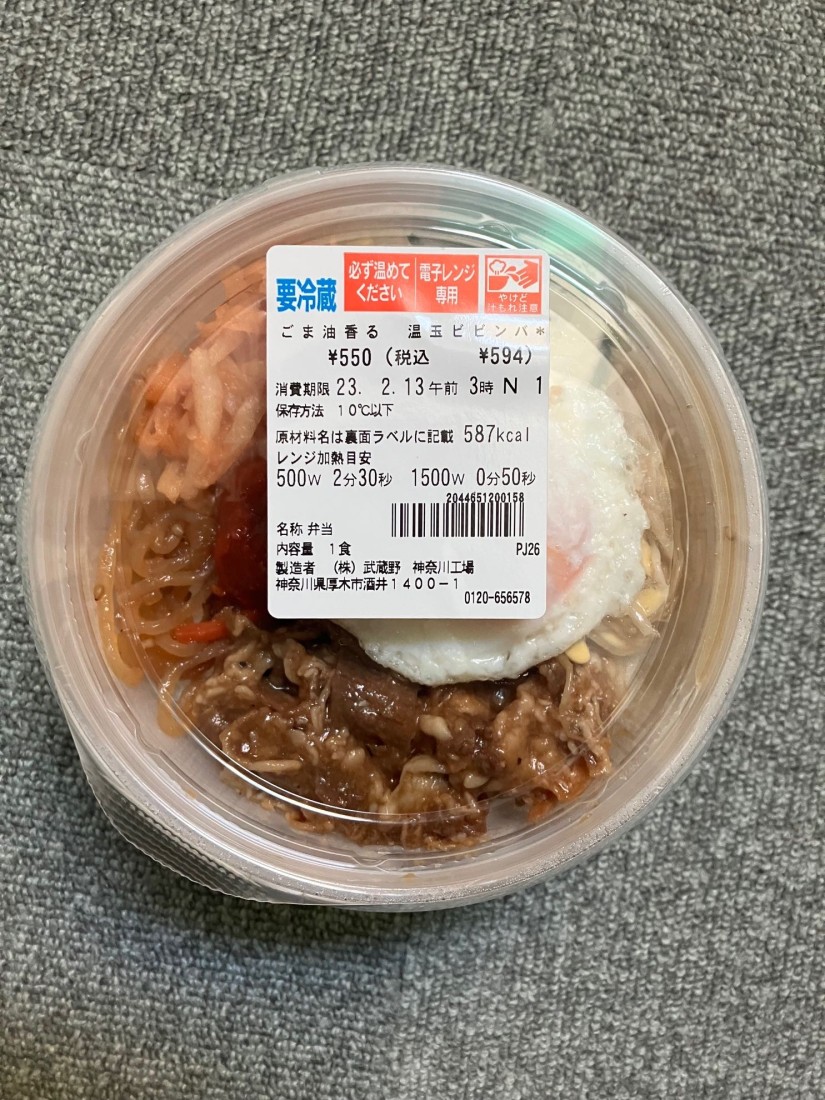 要冷蔵
必ず温めて
ください
電子レンジ
専用
やけど
汁もれ注意
ごま油香る 温玉ビビンバ*
¥550(税込 ¥594)
消費期限 23. 2. 13 午前 3時 N 1
保存方法 10℃以下
原材料名は裏面ラベルに記載 587kcal
レンジ加熱目安
500W 2分30秒 1500W 0分50秒
2044651200158
名称 弁当
内容量 1食 PJ26
製造者 (株)武蔵野 神奈川工場
神奈川県厚木市酒井1400-1
0120-656578